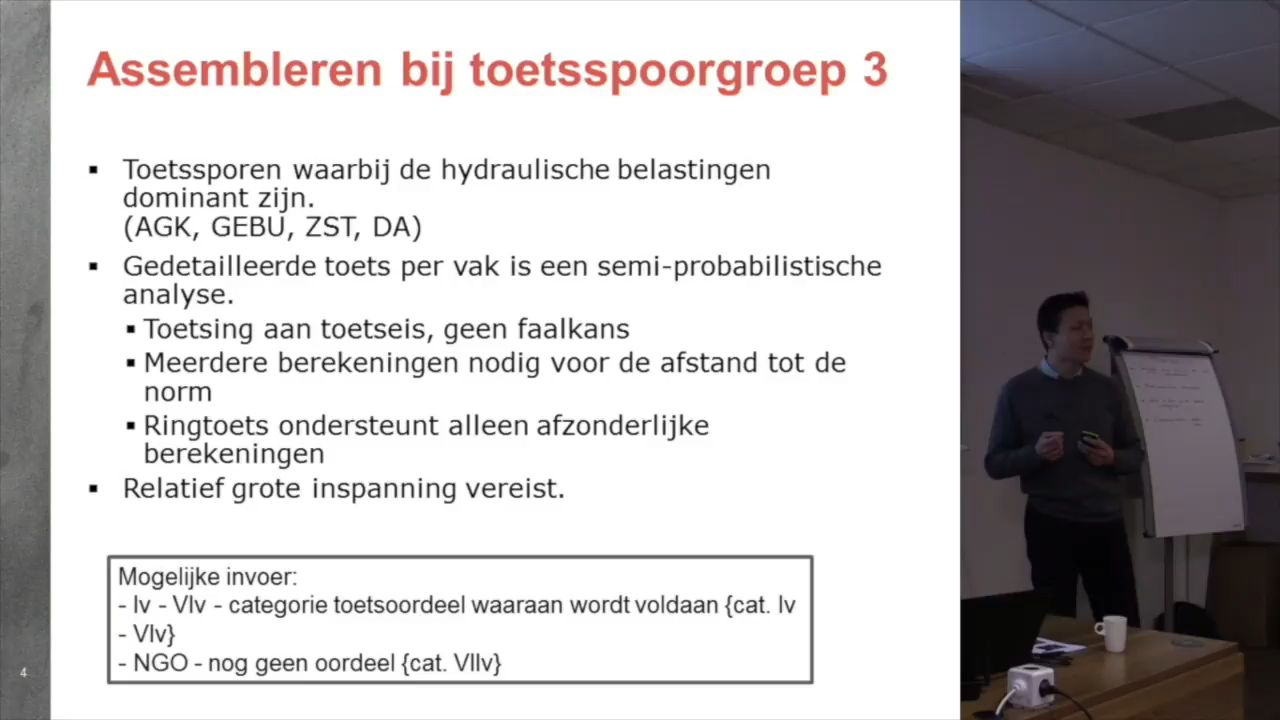 Assembleren bij toetsspoorgroep 3
▪ Toetssporen waarbij de hydraulische belastingen
dominant zijn.
(AGK, GEBU, ZST, DA)
▪ Gedetailleerde toets per vak is een semi-probabilistische
analyse.
▪ Toetsing aan toetseis, geen faalkans
▪ Meerdere berekeningen nodig voor de afstand tot de
norm
▪ Ringtoets ondersteunt alleen afzonderlijke
berekeningen
▪ Relatief grote inspanning vereist.
Mogelijke invoer:
- Iv - VIv - categorie toetsoordeel waaraan wordt voldaan {cat. Iv
- VIv}
- NGO - nog geen oordeel {cat. VIIv}
4